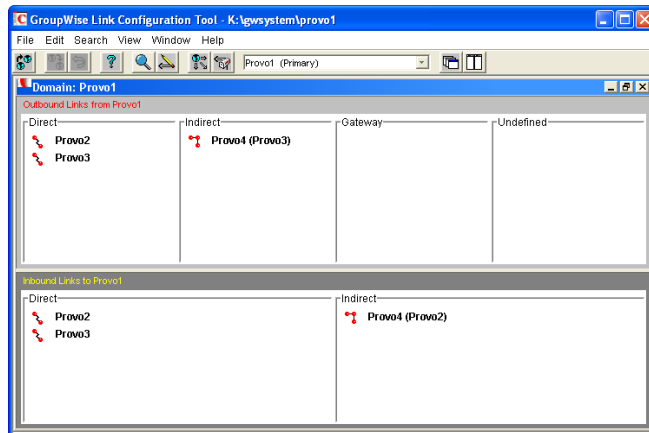 GroupWise Link Configuration Tool - K:\gwsystem\provo1
File Edit Search View Window Help
Provo1 (Primary)
Domain: Provo1
Outbound Links from Provo1
Direct Indirect Gateway Undefined
Provo2 Provo4 (Provo3)
Provo3
Inbound Links to Provo1
Direct Indirect
Provo2 Provo4 (Provo2)
Provo3